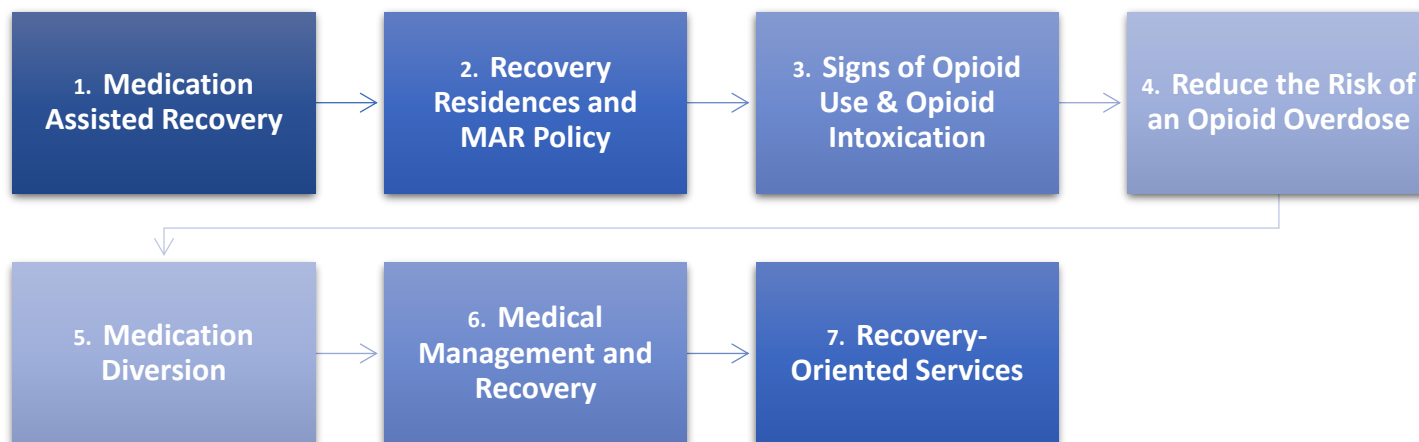 1. Medication
Assisted Recovery
2. Recovery
Residences and
MAR Policy
3. Signs of Opioid
Use & Opioid
Intoxication
4. Reduce the Risk of
an Opioid Overdose
5. Medication
Diversion
6. Medical
Management and
Recovery
7. Recovery-
Oriented Services